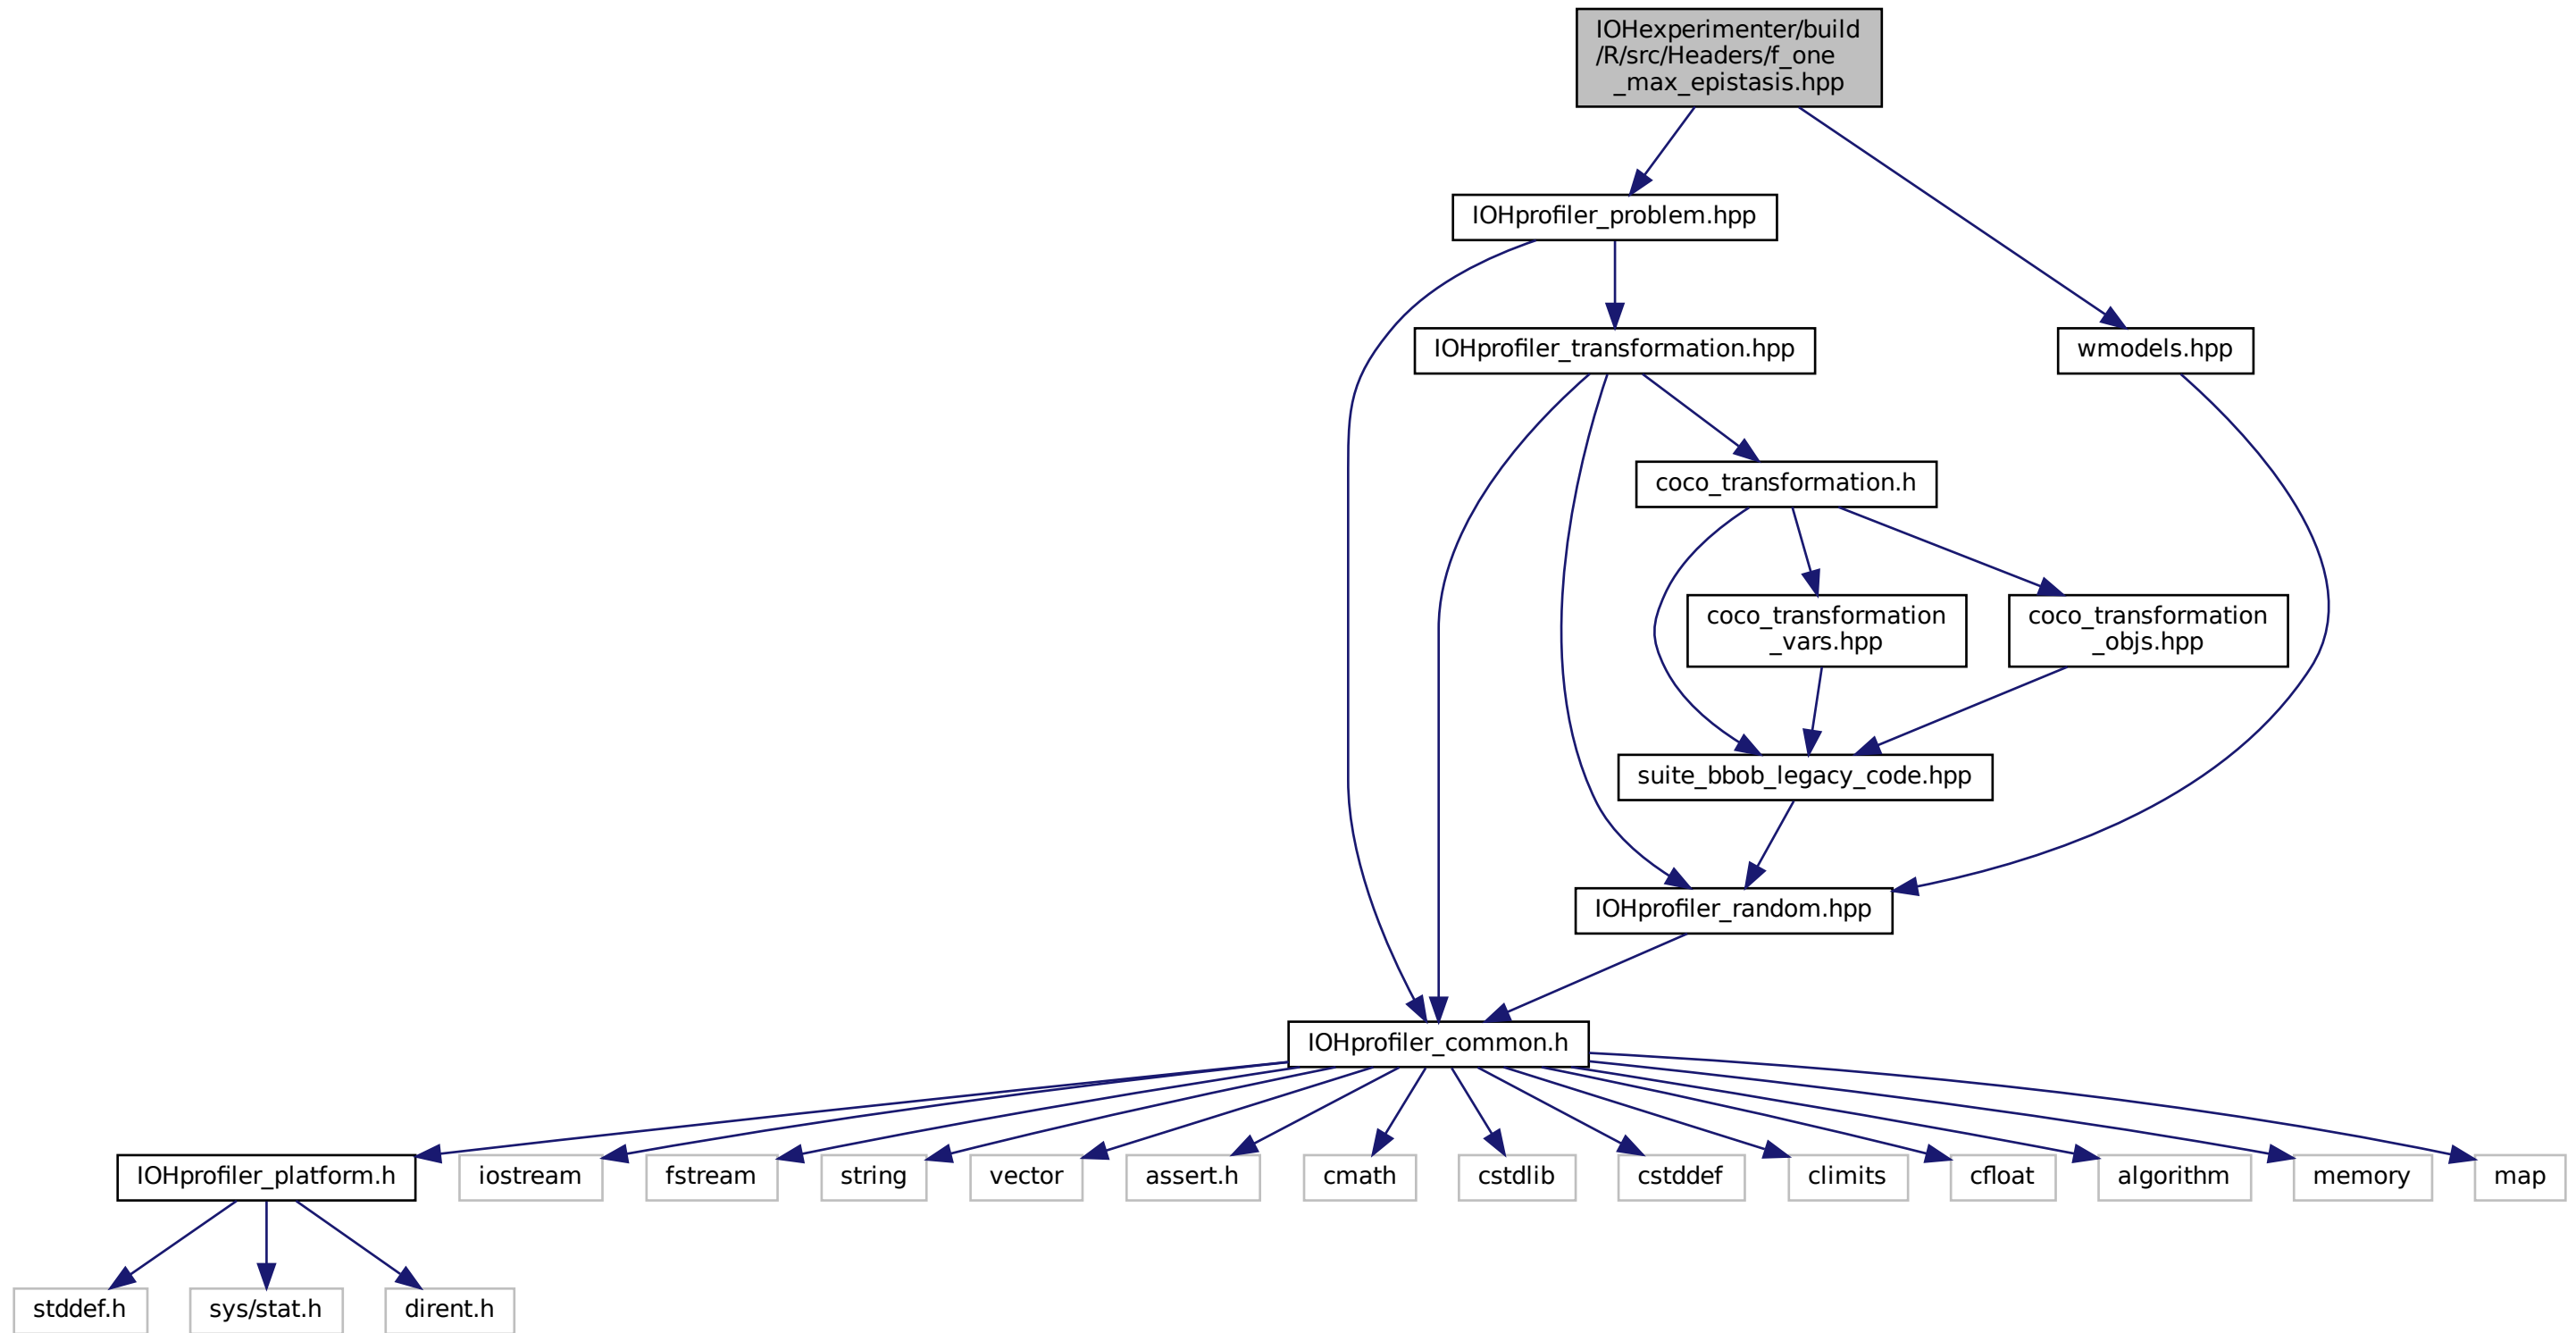 IOHexperimenter/build
/R/src/Headers/f_one
_max_epistasis.hpp
IOHprofiler_problem.hpp
IOHprofiler_transformation.hpp
wmodels.hpp
coco_transformation.h
coco_transformation
_vars.hpp
coco_transformation
_objs.hpp
suite_bbob_legacy_code.hpp
IOHprofiler_random.hpp
IOHprofiler_common.h
IOHprofiler_platform.h
iostream
fstream
string
vector
assert.h
cmath
cstdlib
cstddef
climits
cfloat
algorithm
memory
map
stddef.h
sys/stat.h
dirent.h